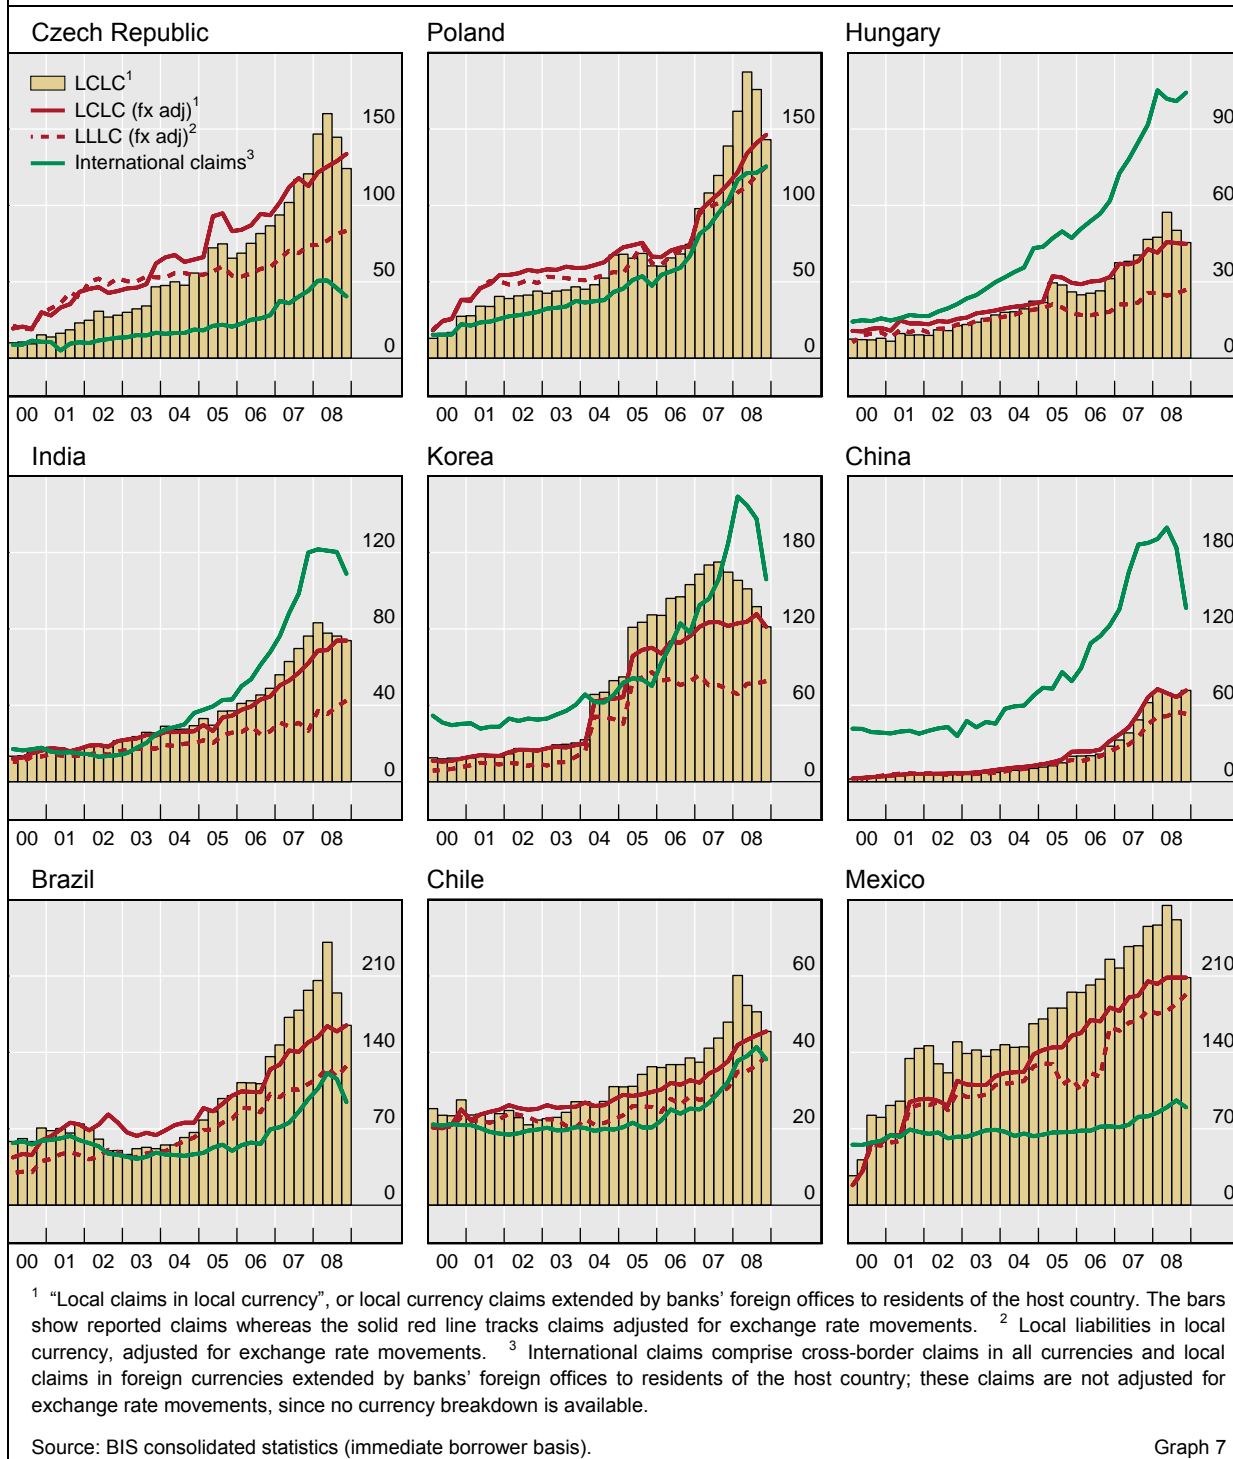 Czech Republic
Poland
Hungary
LCLC¹
LCLC (fx adj)¹
LLLC (fx adj)²
International claims³
150
100
50
0
150
100
50
0
90
60
30
0
00 01 02 03 04 05 06 07 08
00 01 02 03 04 05 06 07 08
00 01 02 03 04 05 06 07 08
India
Korea
China
120
80
40
0
180
120
60
0
180
120
60
0
00 01 02 03 04 05 06 07 08
00 01 02 03 04 05 06 07 08
00 01 02 03 04 05 06 07 08
Brazil
Chile
Mexico
210
140
70
0
60
40
20
0
210
140
70
0
00 01 02 03 04 05 06 07 08
00 01 02 03 04 05 06 07 08
00 01 02 03 04 05 06 07 08
¹ “Local claims in local currency”, or local currency claims extended by banks’ foreign offices to residents of the host country. The bars
show reported claims whereas the solid red line tracks claims adjusted for exchange rate movements. ² Local liabilities in local
currency, adjusted for exchange rate movements. ³ International claims comprise cross-border claims in all currencies and local
claims in foreign currencies extended by banks’ foreign offices to residents of the host country; these claims are not adjusted for
exchange rate movements, since no currency breakdown is available.
Source: BIS consolidated statistics (immediate borrower basis).
Graph 7